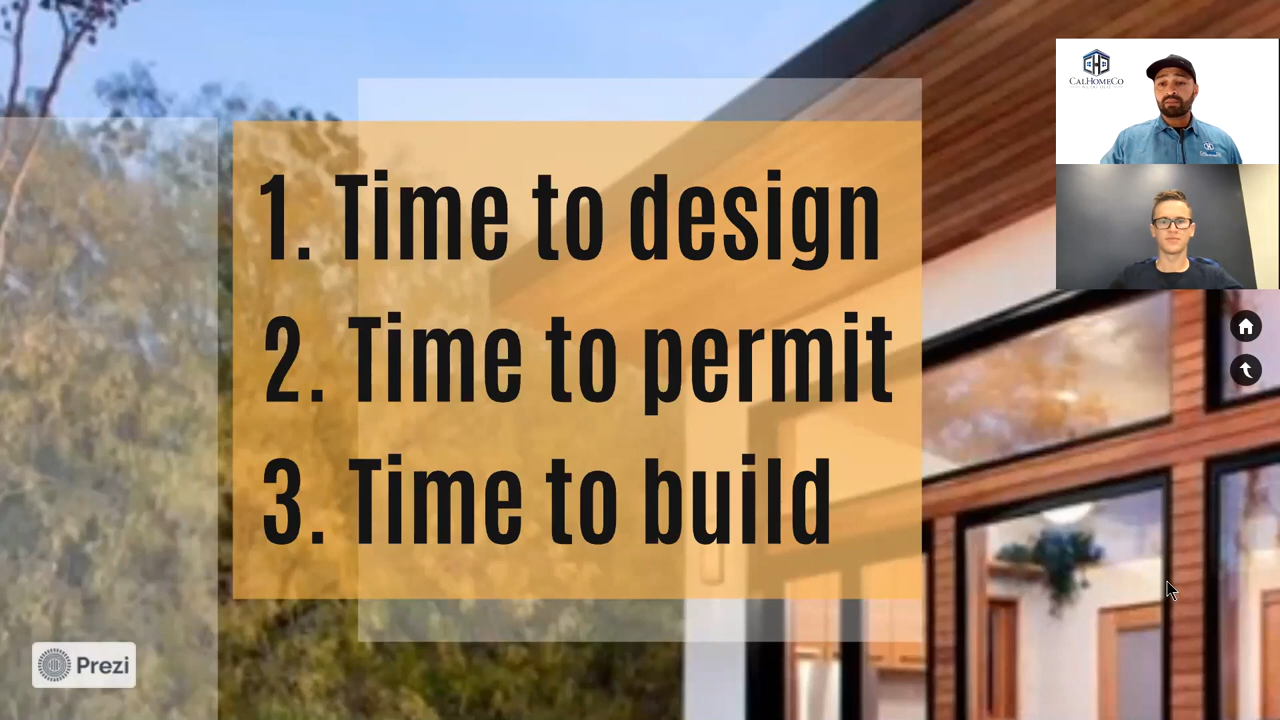 1. Time to design
2. Time to permit
3. Time to build
CALHOMECO
Prezi